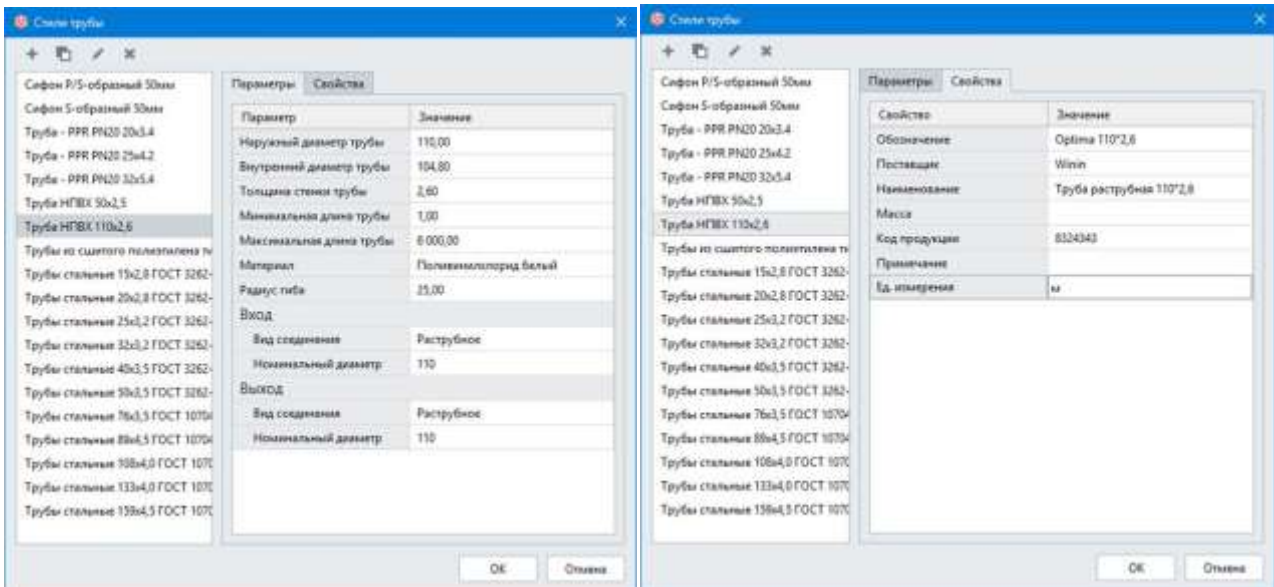 Стили трубы
Сифон P/S-образный 50мм
Сифон S-образный 50мм
Труба - PPR PN20 20x3.4
Труба - PPR PN20 25x4.2
Труба - PPR PN20 32x5.4
Труба НПВХ 50x2,5
Труба НПВХ 110x2,6
Трубы из сшитого полиэтилена ти
Трубы стальные 15x2,8 ГОСТ 3262-
Трубы стальные 20x2,8 ГОСТ 3262-
Трубы стальные 25x3,2 ГОСТ 3262-
Трубы стальные 32x3,2 ГОСТ 3262-
Трубы стальные 40x3,5 ГОСТ 3262-
Трубы стальные 50x3,5 ГОСТ 3262-
Трубы стальные 76x3,5 ГОСТ 10704
Трубы стальные 89x4,5 ГОСТ 10704
Трубы стальные 108x4,0 ГОСТ 1070
Трубы стальные 133x4,0 ГОСТ 1070
Трубы стальные 159x4,5 ГОСТ 1070
Параметры Свойства
Параметр Значение
Наружный диаметр трубы 110,00
Внутренний диаметр трубы 104,80
Толщина стенки трубы 2,60
Минимальная длина трубы 1,00
Максимальная длина трубы 6 000,00
Материал Поливинилхлорид белый
Радиус гиба 25,00
Вход
Вид соединения Раструбное
Номинальный диаметр 110
Выход
Вид соединения Раструбное
Номинальный диаметр 110
OK Отмена
Стили трубы
Сифон P/S-образный 50мм
Сифон S-образный 50мм
Труба - PPR PN20 20x3.4
Труба - PPR PN20 25x4.2
Труба - PPR PN20 32x5.4
Труба НПВХ 50x2,5
Труба НПВХ 110x2,6
Трубы из сшитого полиэтилена ти
Трубы стальные 15x2,8 ГОСТ 3262-
Трубы стальные 20x2,8 ГОСТ 3262-
Трубы стальные 25x3,2 ГОСТ 3262-
Трубы стальные 32x3,2 ГОСТ 3262-
Трубы стальные 40x3,5 ГОСТ 3262-
Трубы стальные 50x3,5 ГОСТ 3262-
Трубы стальные 76x3,5 ГОСТ 10704
Трубы стальные 89x4,5 ГОСТ 10704
Трубы стальные 108x4,0 ГОСТ 1070
Трубы стальные 133x4,0 ГОСТ 1070
Трубы стальные 159x4,5 ГОСТ 1070
Параметры Свойства
Свойство Значение
Обозначение Optima 110*2,6
Поставщик Winin
Наименование Труба раструбная 110*2,6
Масса
Код продукции 8324343
Примечание
Ед. измерения м
OK Отмена